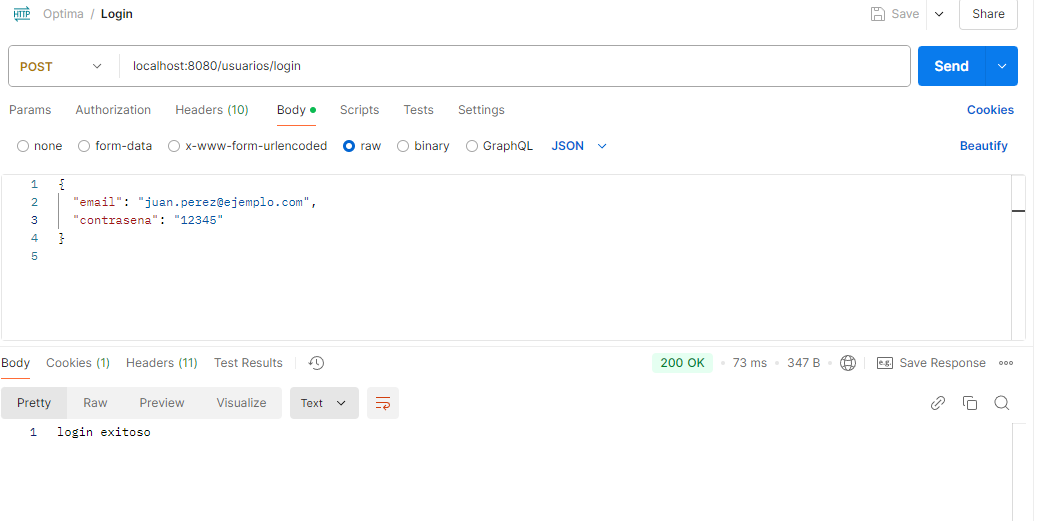 HTTP Optima / Login Save Share
POST localhost:8080/usuarios/login Send
Params Authorization Headers (10) Body Scripts Tests Settings Cookies
none form-data x-www-form-urlencoded raw binary GraphQL JSON Beautify
1 {
2 "email": "juan.perez@ejemplo.com",
3 "contrasena": "12345"
4 }
5
Body Cookies (1) Headers (11) Test Results 200 OK 73 ms 347 B e.g. Save Response
Pretty Raw Preview Visualize Text
1 login exitoso